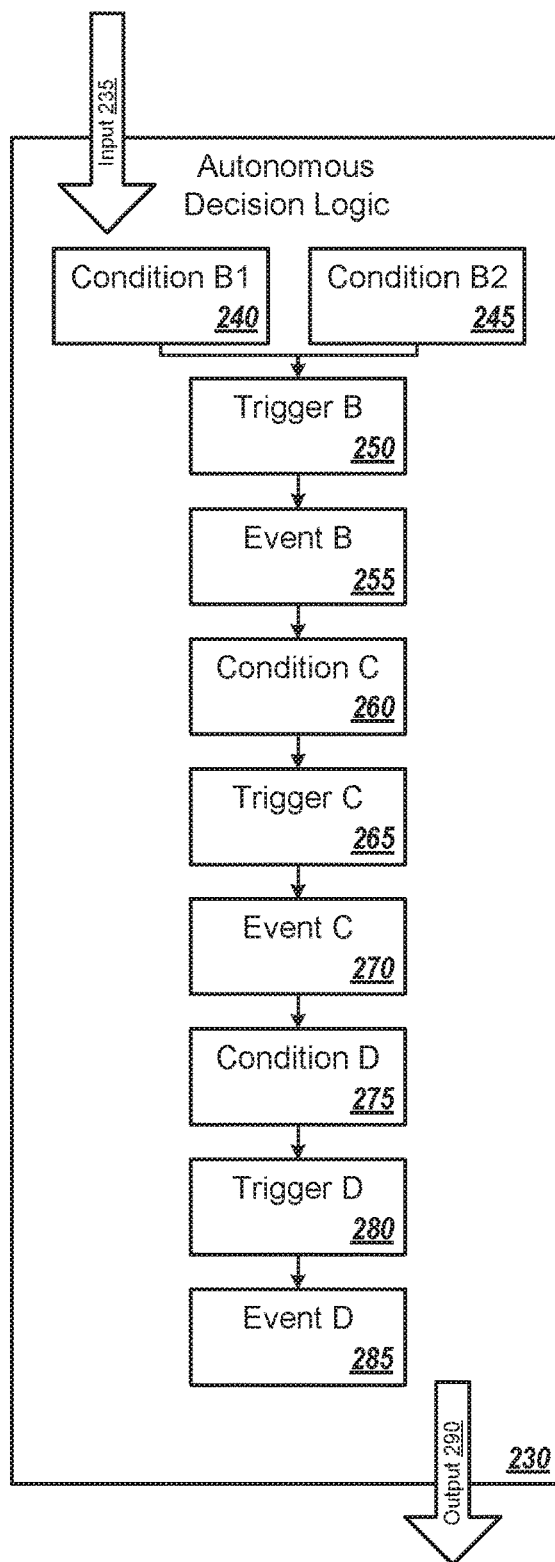 Input 235
Autonomous
Decision Logic
Condition B1
240
Condition B2
245
Trigger B
250
Event B
255
Condition C
260
Trigger C
265
Event C
270
Condition D
275
Trigger D
280
Event D
285
230
Output 290